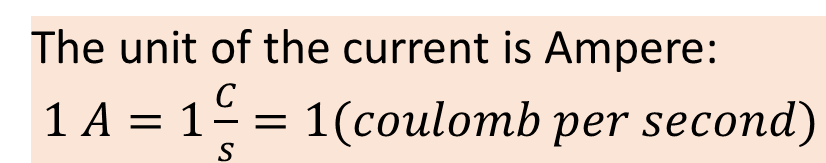 The unit of the current is Ampere:
1 A = 1 C/s = 1(coulomb per second)